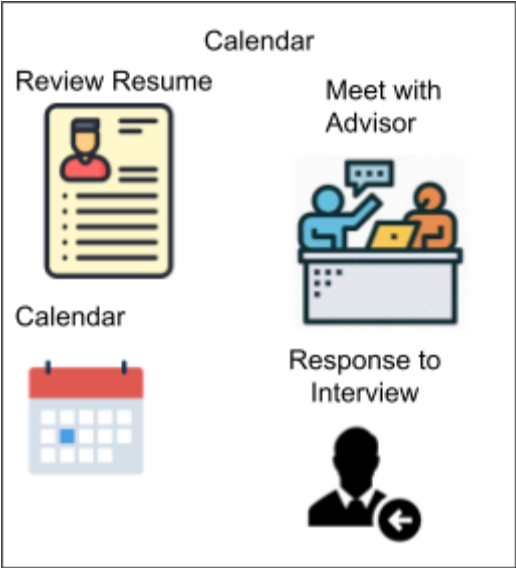 Calendar
Review Resume
Meet with
Advisor
Calendar
Response to
Interview